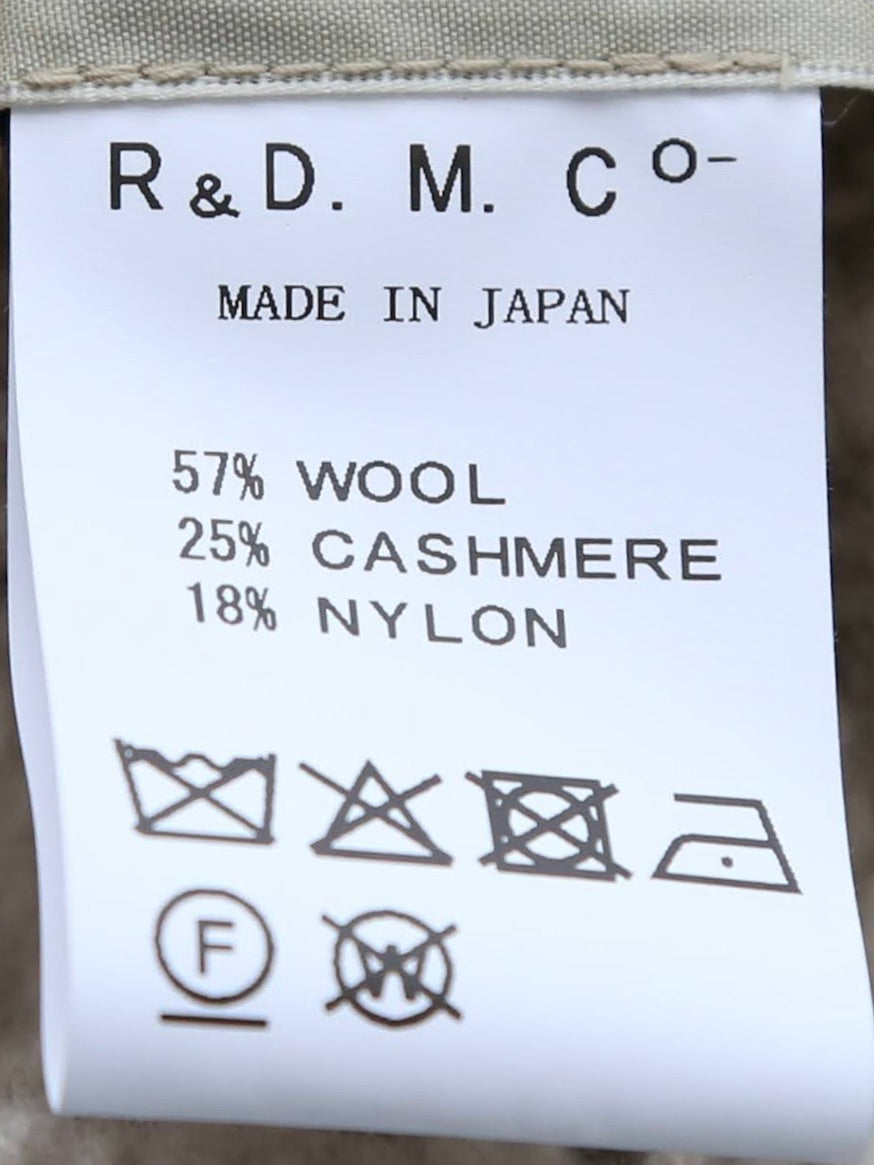 R&D. M. Cº-
MADE IN JAPAN
57% WOOL
25% CASHMERE
18% NYLON
F W